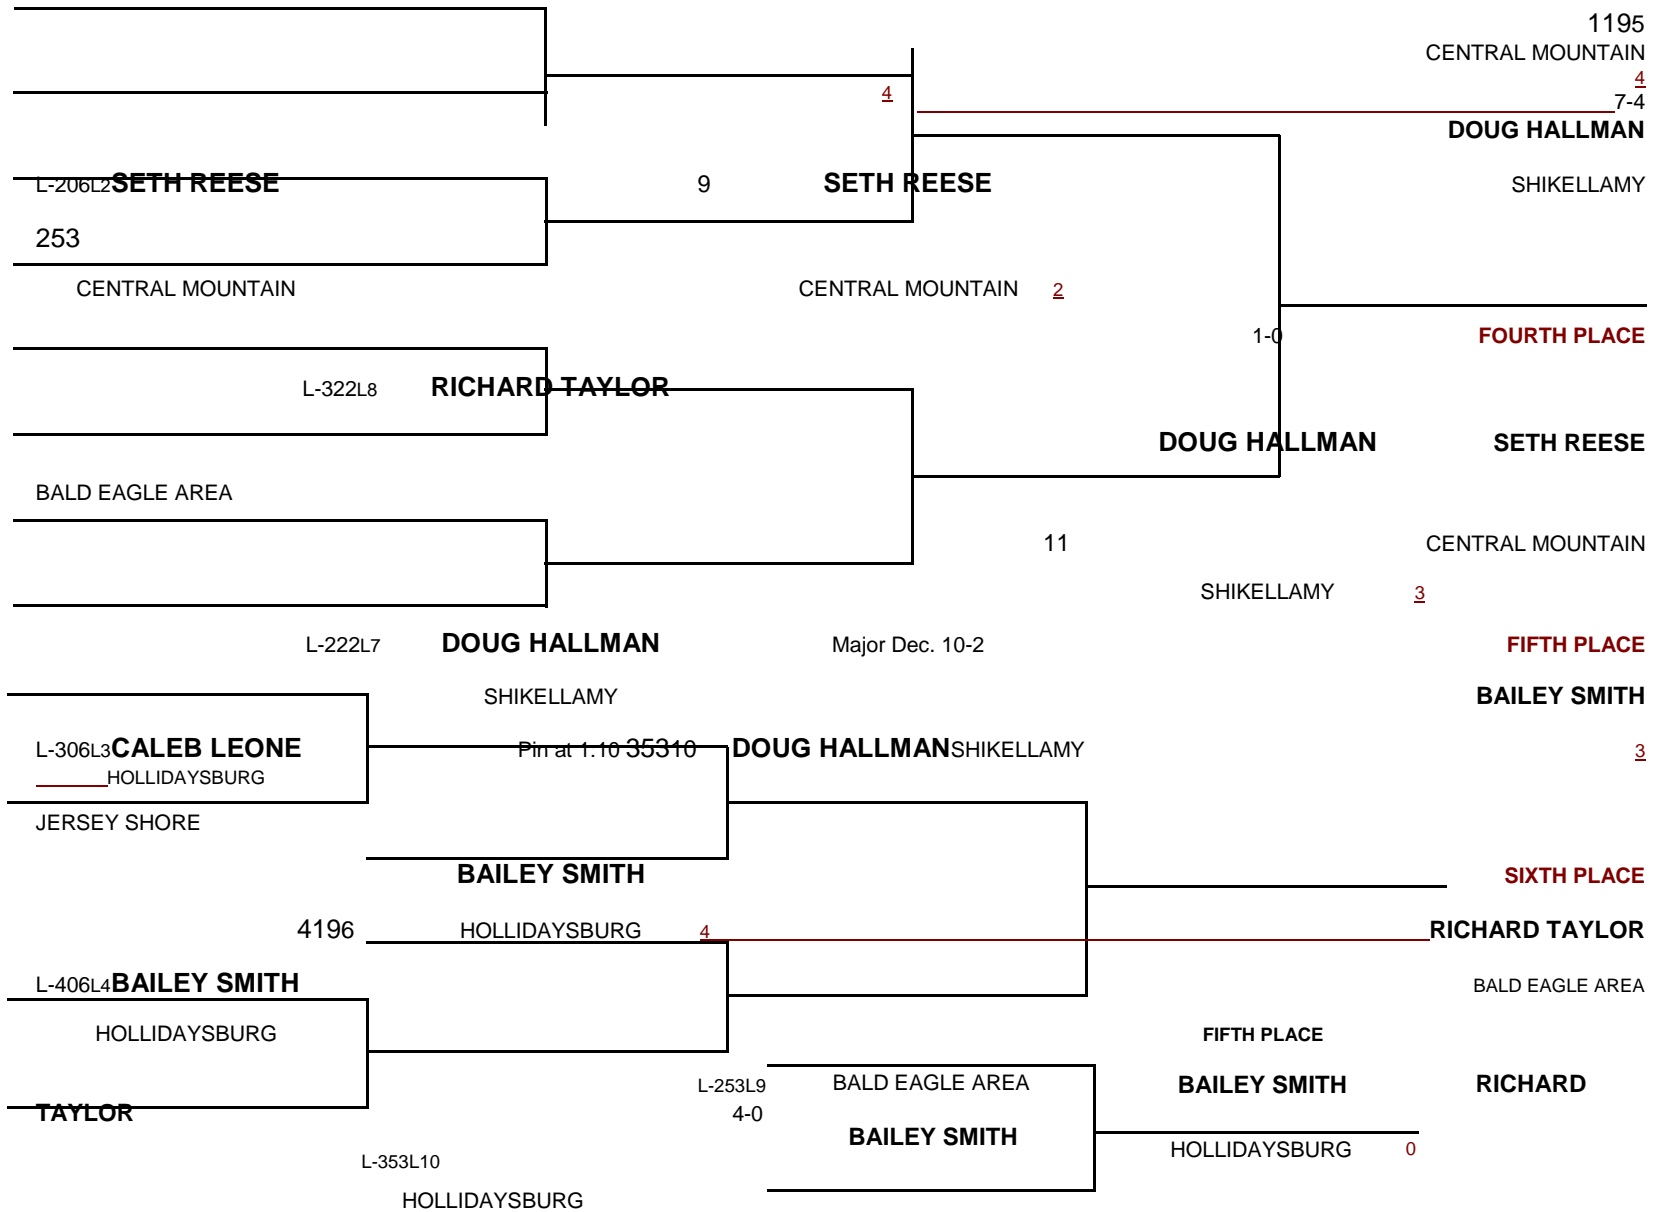 1195
CENTRAL MOUNTAIN
4
4
7-4
DOUG HALLMAN
L-206L2SETH REESE 9 SETH REESE SHIKELLAMY
253
CENTRAL MOUNTAIN CENTRAL MOUNTAIN 2
1-0 FOURTH PLACE
L-322L8 RICHARD TAYLOR
DOUG HALLMAN SETH REESE
BALD EAGLE AREA
11 CENTRAL MOUNTAIN
SHIKELLAMY 3
L-222L7 DOUG HALLMAN Major Dec. 10-2 FIFTH PLACE
SHIKELLAMY BAILEY SMITH
L-306L3CALEB LEONE Pin at 1:10 35310 DOUG HALLMANSHIKELLAMY 3
HOLLIDAYSBURG
JERSEY SHORE
BAILEY SMITH SIXTH PLACE
4196 HOLLIDAYSBURG 4 RICHARD TAYLOR
L-406L4BAILEY SMITH BALD EAGLE AREA
HOLLIDAYSBURG FIFTH PLACE
L-253L9 BALD EAGLE AREA BAILEY SMITH RICHARD
TAYLOR 4-0
BAILEY SMITH
HOLLIDAYSBURG 0
L-353L10
HOLLIDAYSBURG